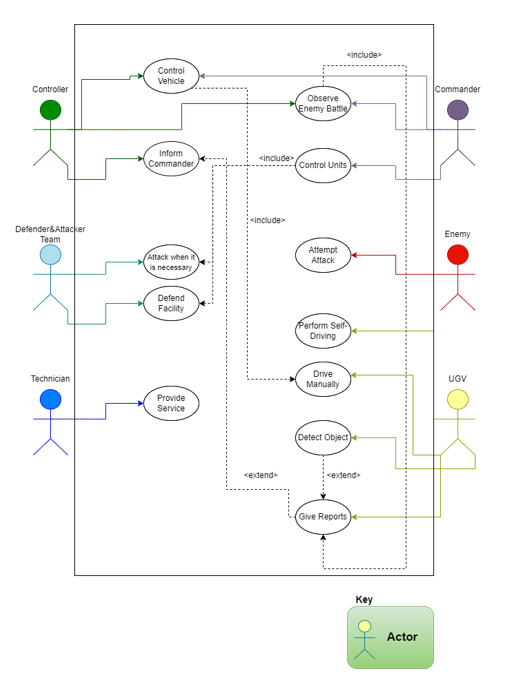 <include>
Controller
Control
Vehicle
Commander
Observe
Enemy Battle
Inform
Commander
<include>
Control Units
<include>
Defender&Attacker
Team
Enemy
Attack when it
is necessary
Attempt
Attack
Defend
Facility
Perform Self-
Driving
Technician
Drive
Manually
UGV
Provide
Service
Detect Object
<extend>
<extend>
Give Reports
Key
Actor